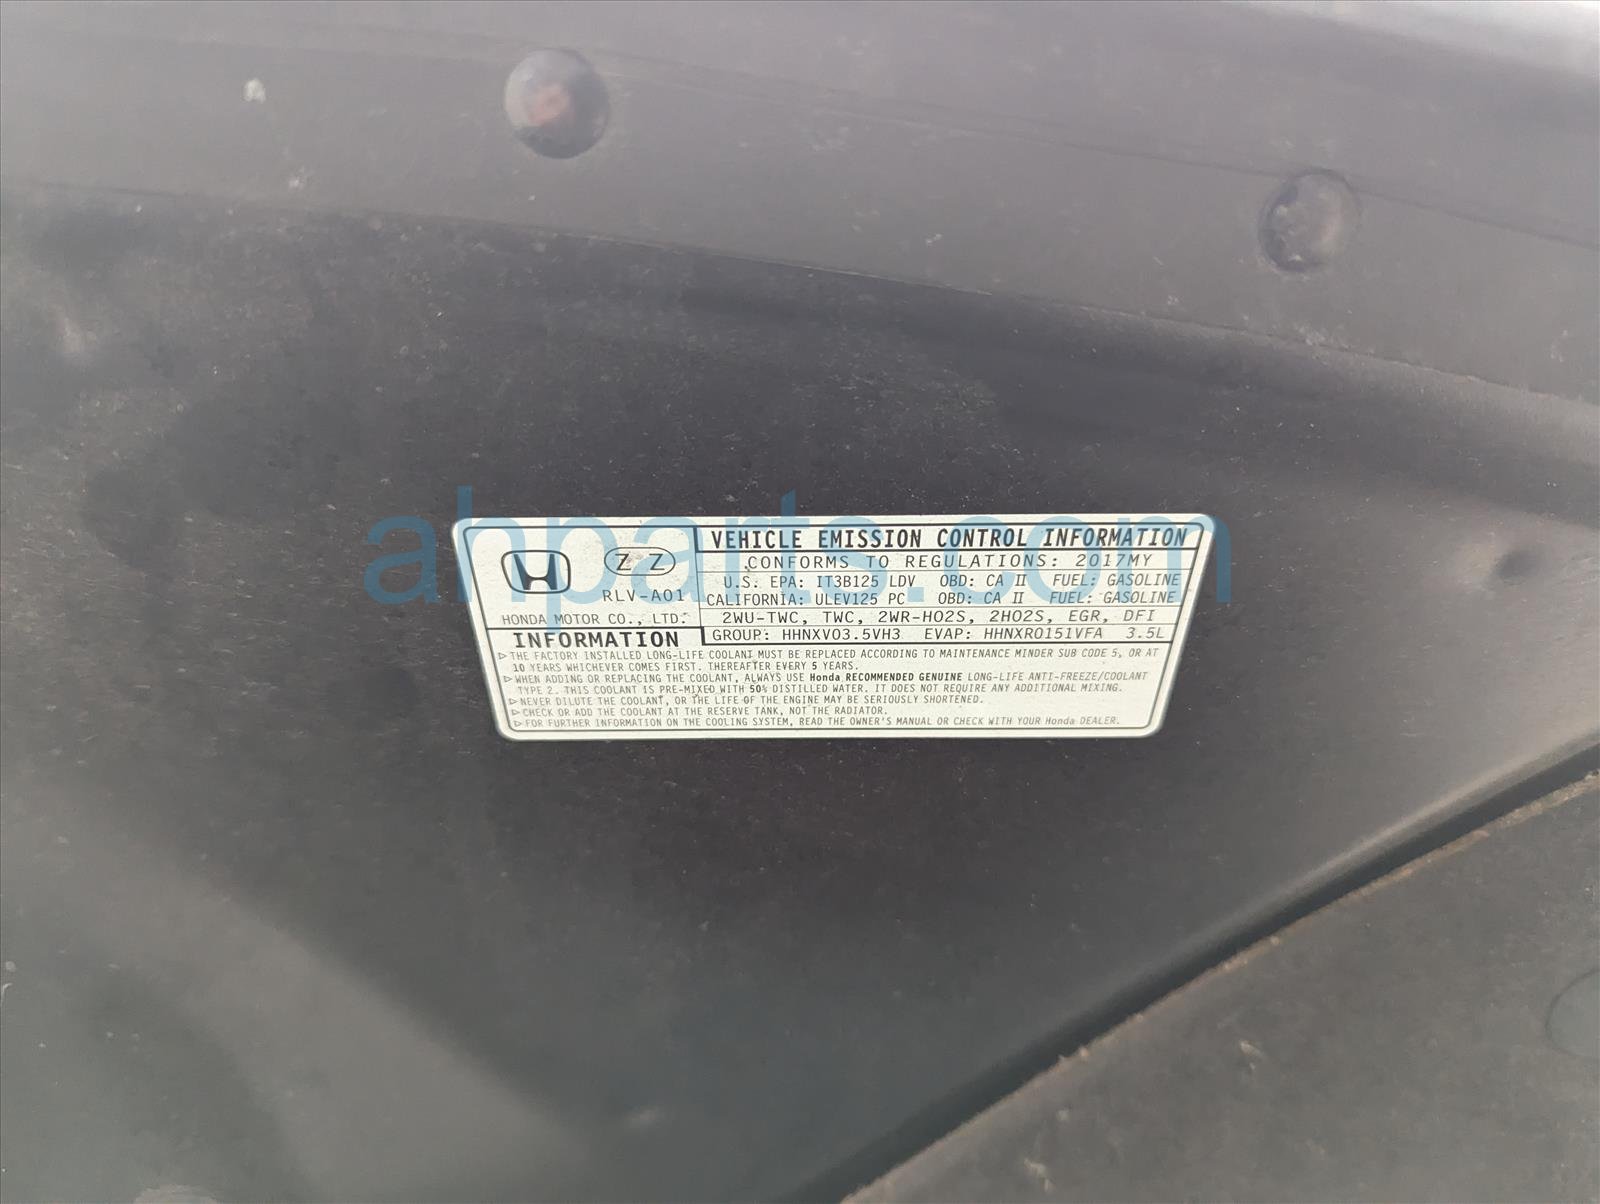 ahparts.com
Z Z
RLV-A01
HONDA MOTOR CO., LTD.
VEHICLE EMISSION CONTROL INFORMATION
CONFORMS TO REGULATIONS: 2017MY
U.S. EPA: IT3B125 LDV OBD: CA II FUEL: GASOLINE
CALIFORNIA: ULEV125 PC OBD: CA II FUEL: GASOLINE
2WU-TWC, TWC, 2WR-HO2S, 2HO2S, EGR, DFI
GROUP: HHNXV03.5VH3 EVAP: HHNXR0151VFA 3.5L
INFORMATION
▷THE FACTORY INSTALLED LONG-LIFE COOLANT MUST BE REPLACED ACCORDING TO MAINTENANCE MINDER SUB CODE 5, OR AT
10 YEARS WHICHEVER COMES FIRST. THEREAFTER EVERY 5 YEARS.
▷WHEN ADDING OR REPLACING THE COOLANT, ALWAYS USE Honda RECOMMENDED GENUINE LONG-LIFE ANTI-FREEZE/COOLANT
TYPE 2. THIS COOLANT IS PRE-MIXED WITH 50% DISTILLED WATER. IT DOES NOT REQUIRE ANY ADDITIONAL MIXING.
▷NEVER DILUTE THE COOLANT, OR THE LIFE OF THE ENGINE MAY BE SERIOUSLY SHORTENED.
▷CHECK OR ADD THE COOLANT AT THE RESERVE TANK, NOT THE RADIATOR.
▷FOR FURTHER INFORMATION ON THE COOLING SYSTEM, READ THE OWNER'S MANUAL OR CHECK WITH YOUR Honda DEALER.